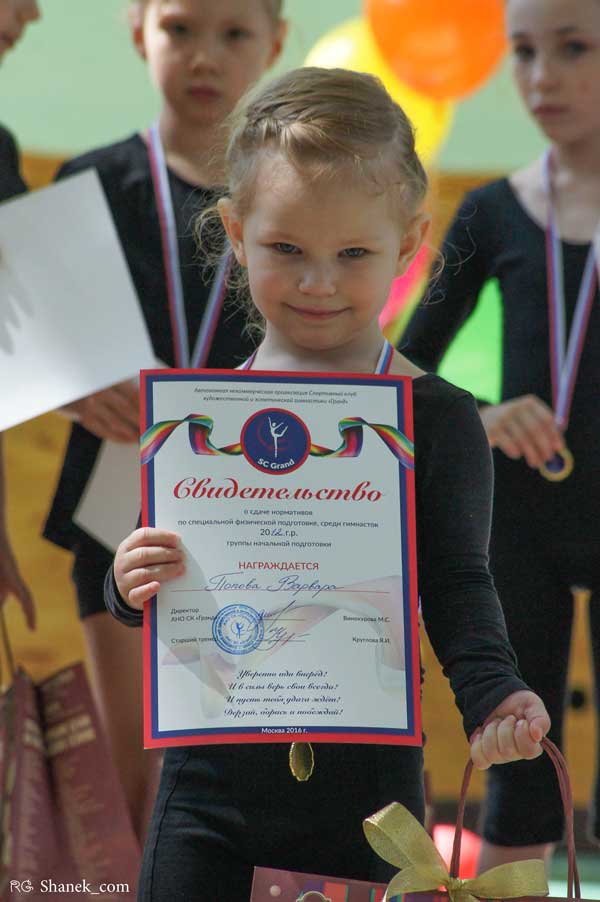 Автономная некоммерческая организация Спортивный клуб
художественной и эстетической гимнастики «Гранд»
SC Grand
Свидетельство
о сдаче нормативов
по специальной физической подготовке, среди гимнасток
2012 г.р.
группы начальной подготовки
НАГРАЖДАЕТСЯ
Попова Варвара
Директор
АНО СК «Гранд
Винокурова М.С.
Старший тренер
Круглова Я.И.
Уверенно иди вперёд!
И в силы верь свои всегда!
И пусть тебя удача ждёт!
Дерзай, борись и побеждай!
Москва 2016 г.
RG Shanek_com